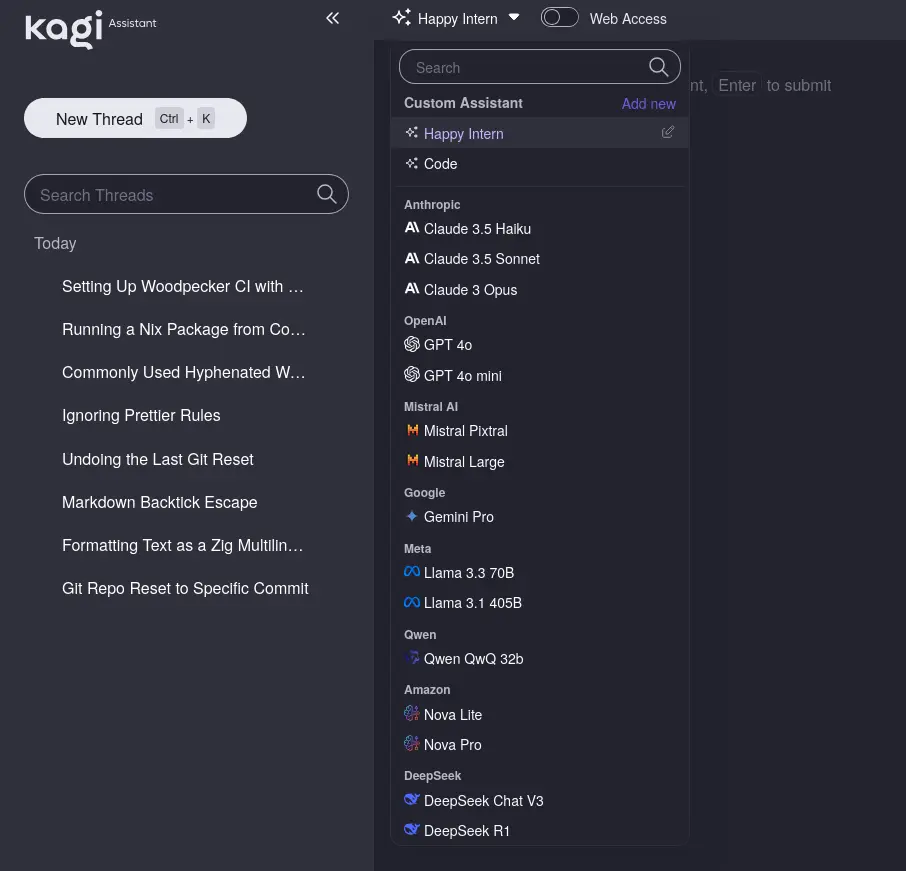 kagi Assistant
New Thread Ctrl + K
Search Threads
Today
Setting Up Woodpecker CI with …
Running a Nix Package from Co…
Commonly Used Hyphenated W…
Ignoring Prettier Rules
Undoing the Last Git Reset
Markdown Backtick Escape
Formatting Text as a Zig Multilin…
Git Repo Reset to Specific Commit
Happy Intern Web Access
nt, Enter to submit
Search
Custom Assistant Add new
Happy Intern
Code
Anthropic
Claude 3.5 Haiku
Claude 3.5 Sonnet
Claude 3 Opus
OpenAI
GPT 4o
GPT 4o mini
Mistral AI
Mistral Pixtral
Mistral Large
Google
Gemini Pro
Meta
Llama 3.3 70B
Llama 3.1 405B
Qwen
Qwen QwQ 32b
Amazon
Nova Lite
Nova Pro
DeepSeek
DeepSeek Chat V3
DeepSeek R1